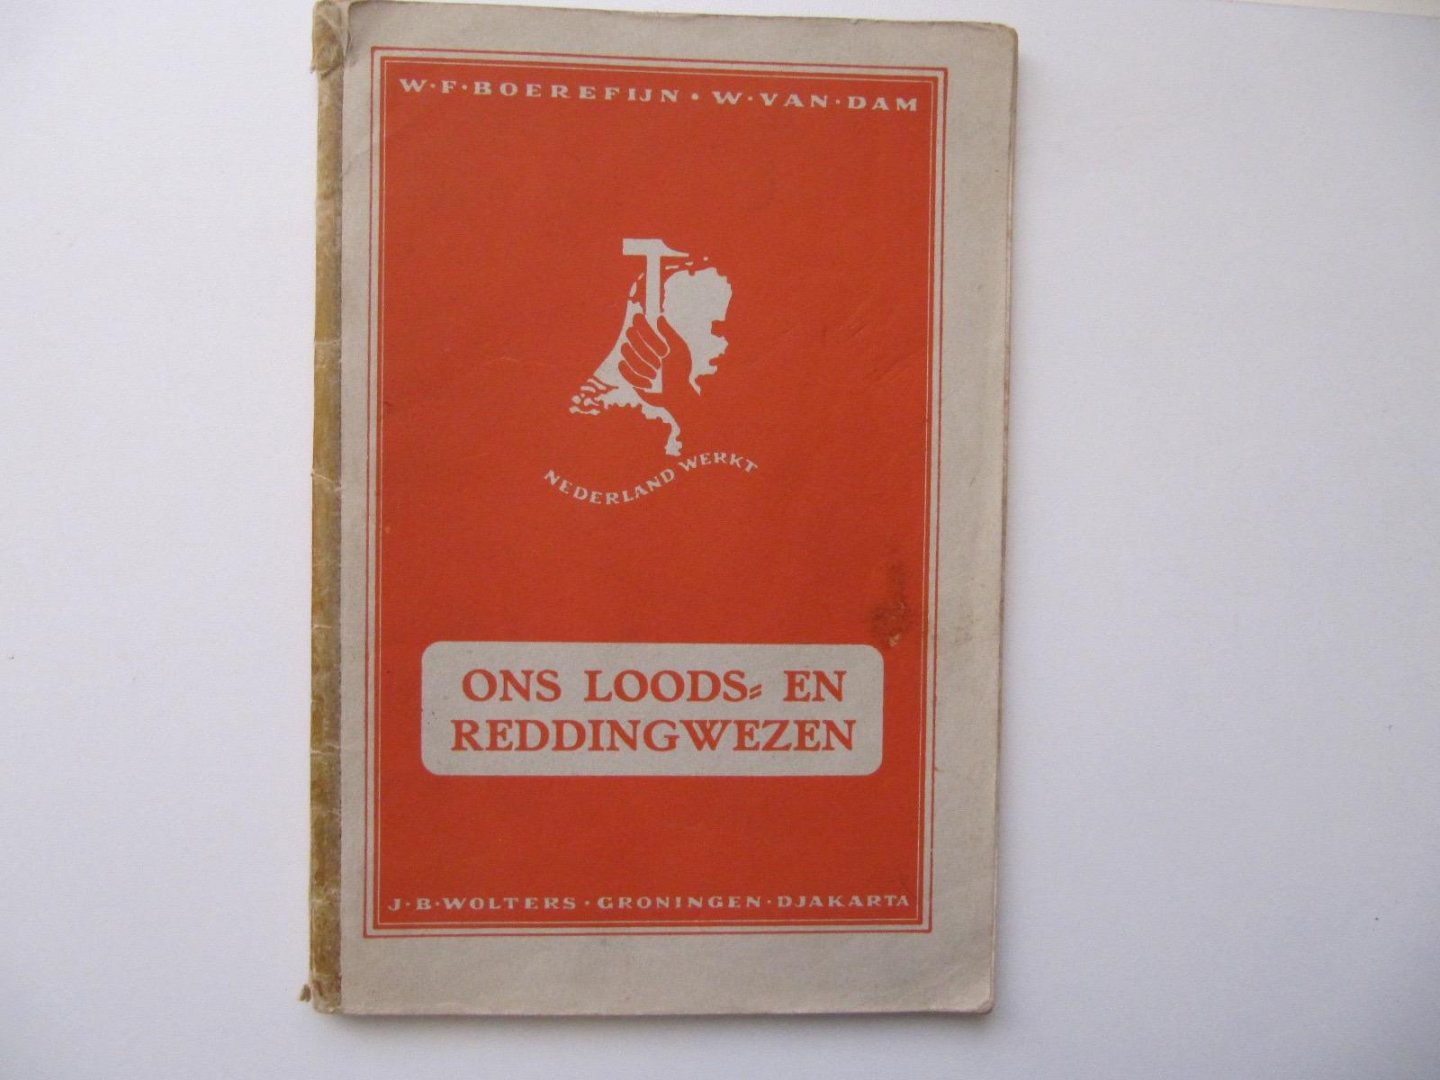 W·F·BOEREFIJN·W·VAN·DAM
NEDERLAND WERKT
ONS LOODS= EN
REDDINGWEZEN
J·B·WOLTERS·GRONINGEN·DJAKARTA